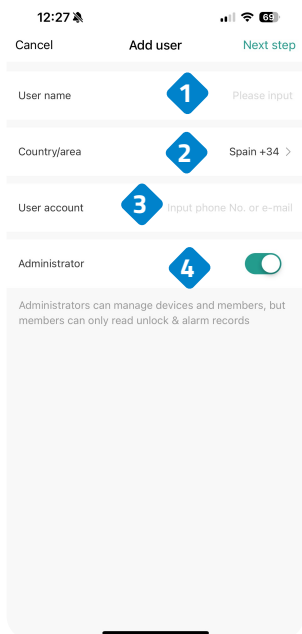 12:27
69
Cancel Add user Next step
User name 1 Please input
Country/area 2 Spain +34
User account 3 Input phone No. or e-mail
Administrator 4
Administrators can manage devices and members, but
members can only read unlock & alarm records